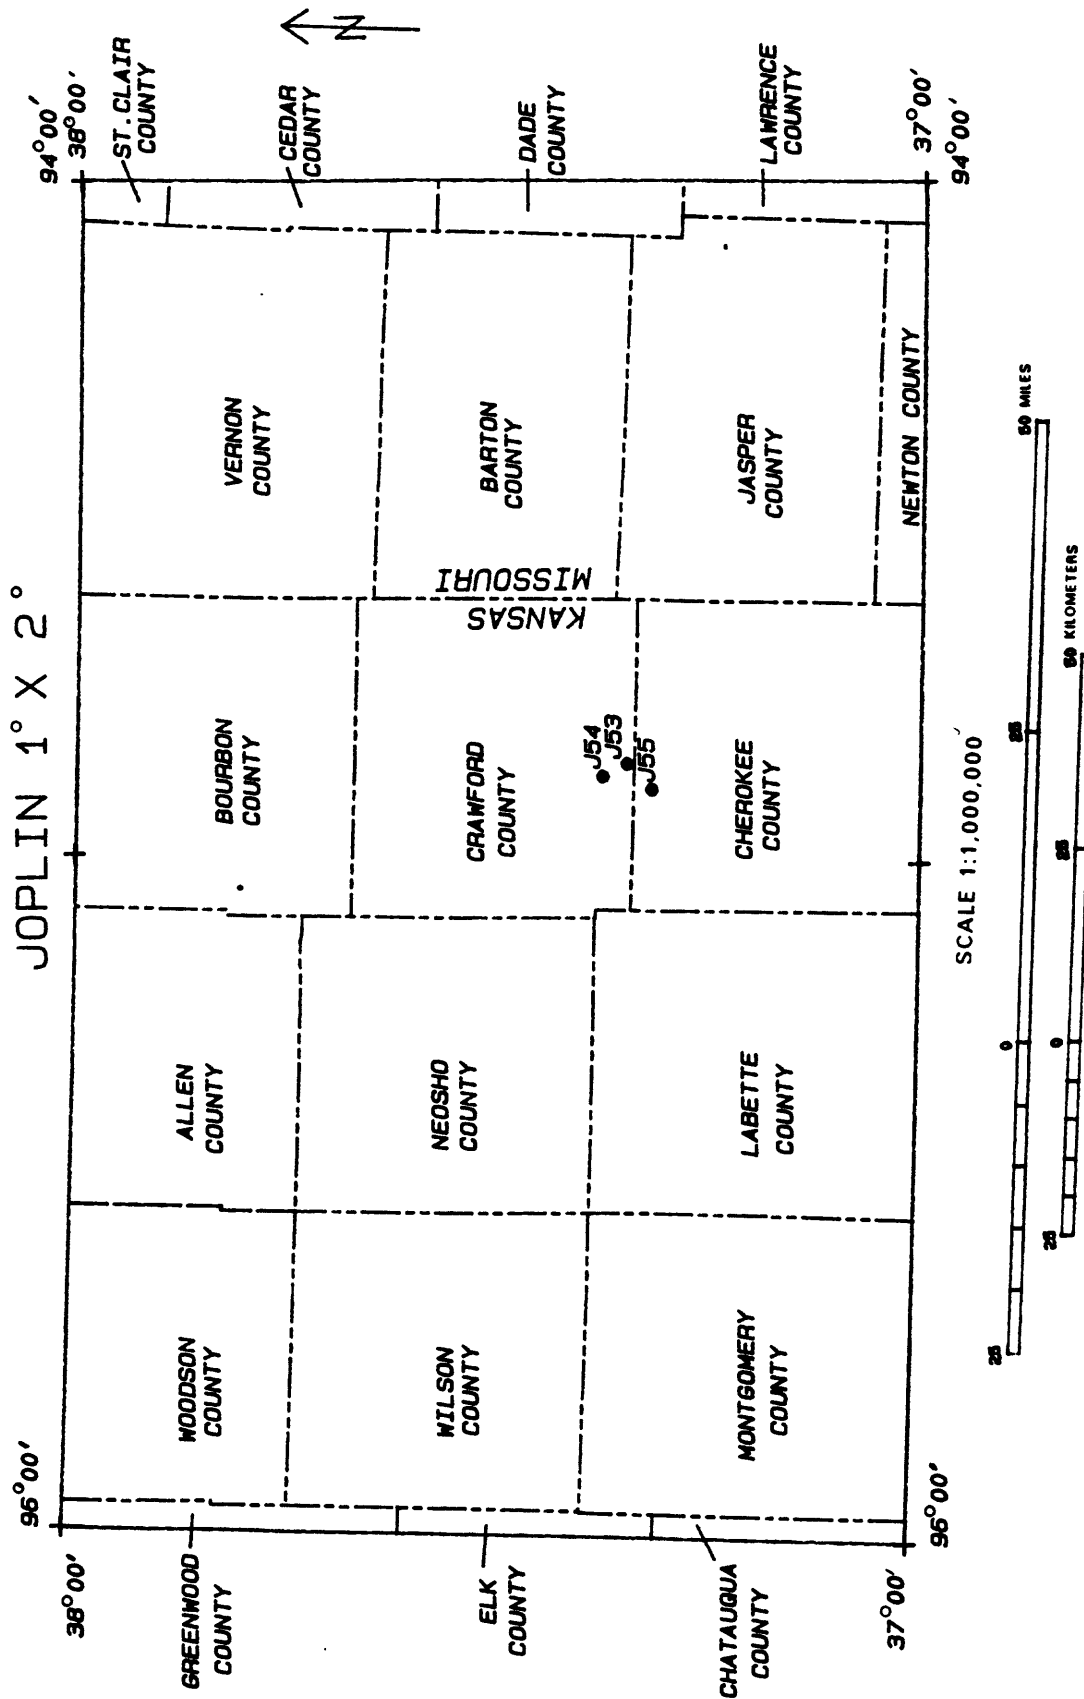 JOPLIN 1° X 2°
96°00'
94°00'
38°00'
38°00'
GREENWOOD
COUNTY
WOODSON
COUNTY
ALLEN
COUNTY
BOURBON
COUNTY
VERNON
COUNTY
ST.CLAIR
COUNTY
CEDAR
COUNTY
N
ELK
COUNTY
WILSON
COUNTY
NEOSHO
COUNTY
CRAWFORD
COUNTY
KANSAS
MISSOURI
BARTON
COUNTY
DADE
COUNTY
J54
J53
J55
CHATAUQUA
COUNTY
MONTGOMERY
COUNTY
LABETTE
COUNTY
CHEROKEE
COUNTY
JASPER
COUNTY
LAWRENCE
COUNTY
NEWTON COUNTY
37°00'
37°00'
96°00'
94°00'
SCALE 1:1,000,000
25 0 25 50 MILES
25 0 25 50 KILOMETERS